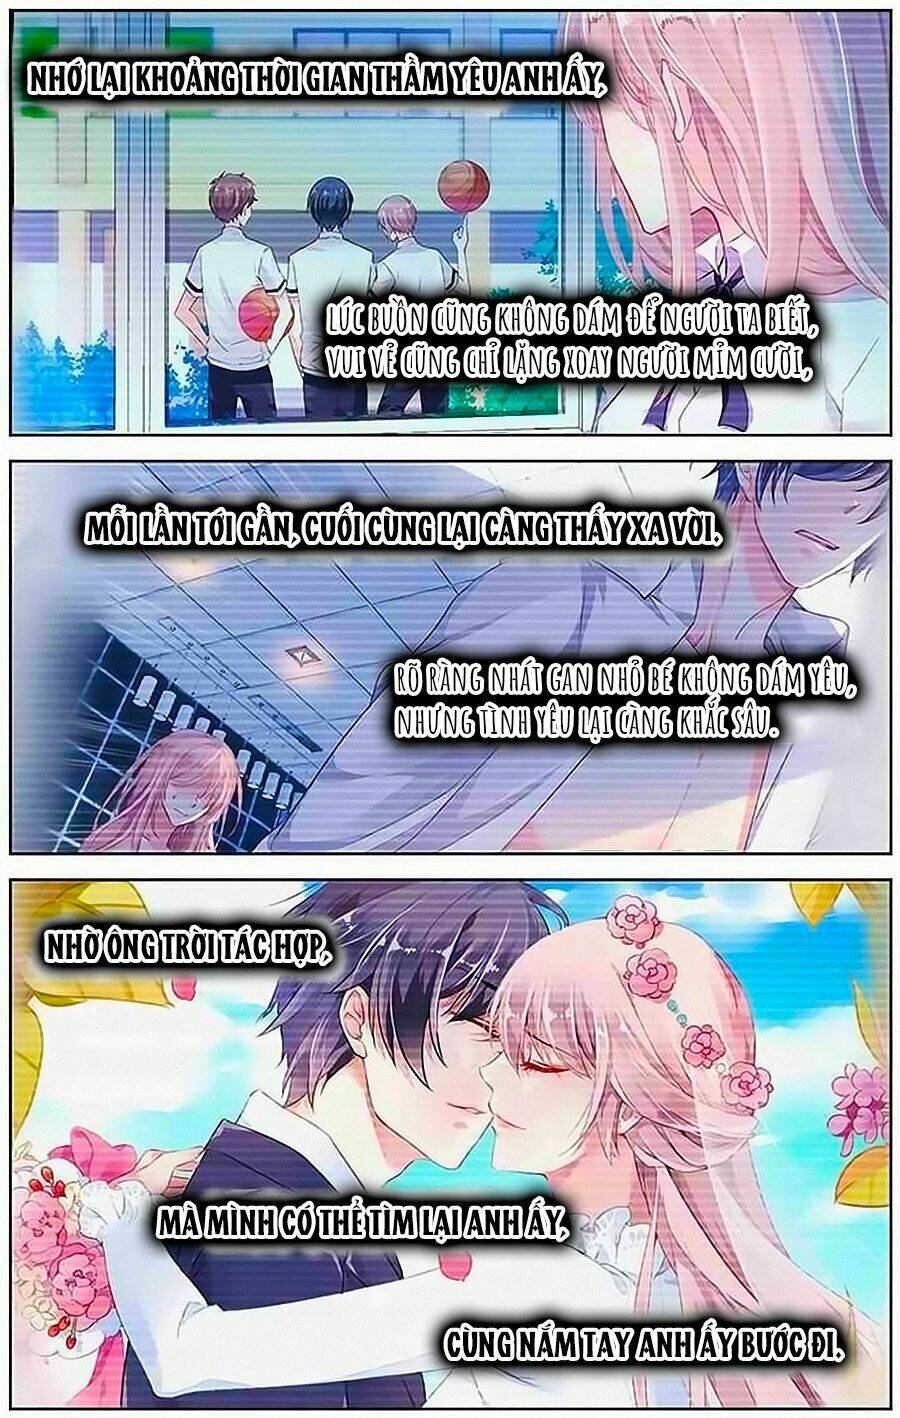 NHỚ LẠI KHOẢNG THỜI GIAN THẦM YÊU ANH ẤY,
LÚC BUỒN CŨNG KHÔNG DÁM ĐỂ NGƯỜI TA BIẾT,
VUI VẺ CŨNG CHỈ LẶNG XOAY NGƯỜI MỈM CƯỜI,
MỖI LẦN TỚI GẦN, CUỐI CÙNG LẠI CÀNG THẤY XA VỜI.
RÕ RÀNG NHÁT GAN NHỎ BÉ KHÔNG DÁM YÊU,
NHƯNG TÌNH YÊU LẠI CÀNG KHẮC SÂU.
NHỜ ÔNG TRỜI TÁC HỢP,
MÀ MÌNH CÓ THỂ TÌM LẠI ANH ẤY,
CÙNG NẮM TAY ANH ẤY BƯỚC ĐI.